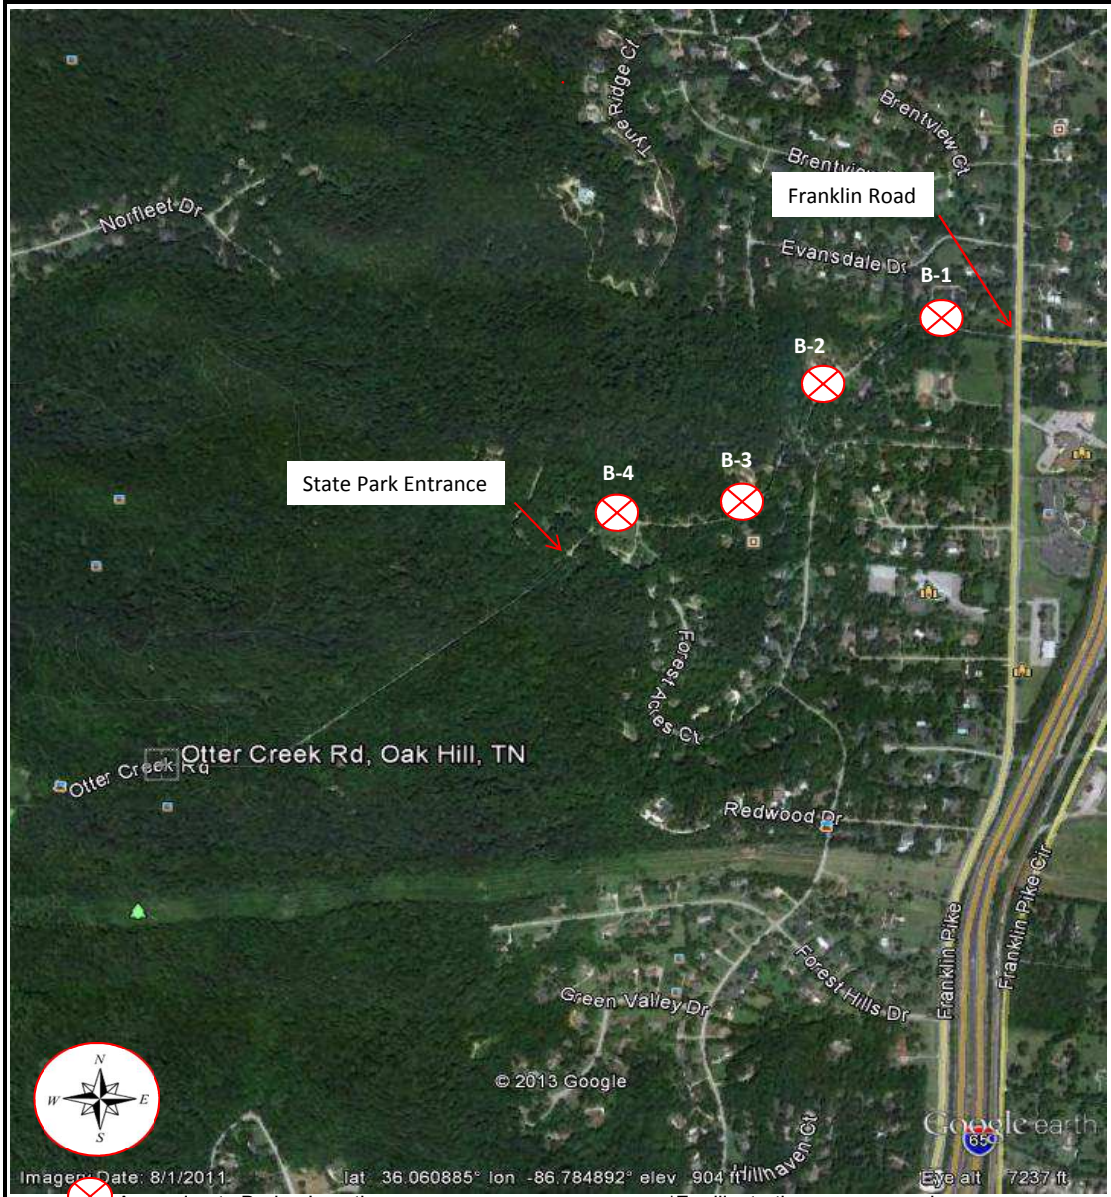 Tyne Ridge Ct
Brentview Ct
Norfleet Dr
Franklin Road
Evansdale Dr
B-1
B-2
B-3
B-4
State Park Entrance
Forest Acres Ct
Otter Creek Rd, Oak Hill, TN
Otter Creek Rd
Redwood Dr
Franklin Pike
Franklin Pike Cir
Forest Hills Dr
Green Valley Dr
N
W E
S
© 2013 Google
Google earth
65
Hillhaven Ct
Imagery Date: 8/1/2011 lat 36.060885° lon -86.784892° elev 904 ft Eye alt 7237 ft